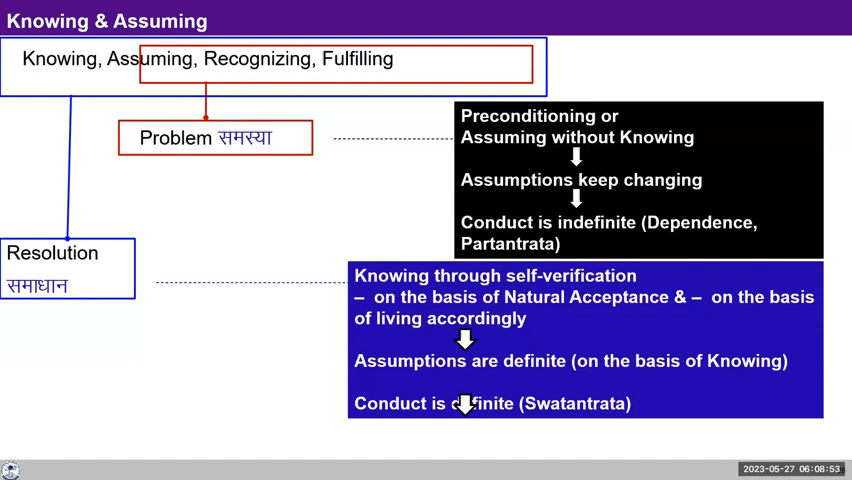 Knowing & Assuming
Knowing, Assuming, Recognizing, Fulfilling
Problem समस्या
Preconditioning or
Assuming without Knowing
Assumptions keep changing
Conduct is indefinite (Dependence,
Partantrata)
Resolution
समाधान
Knowing through self-verification
– on the basis of Natural Acceptance & – on the basis
of living accordingly
Assumptions are definite (on the basis of Knowing)
Conduct is definite (Swatantrata)
2023-05-27 06:08:53